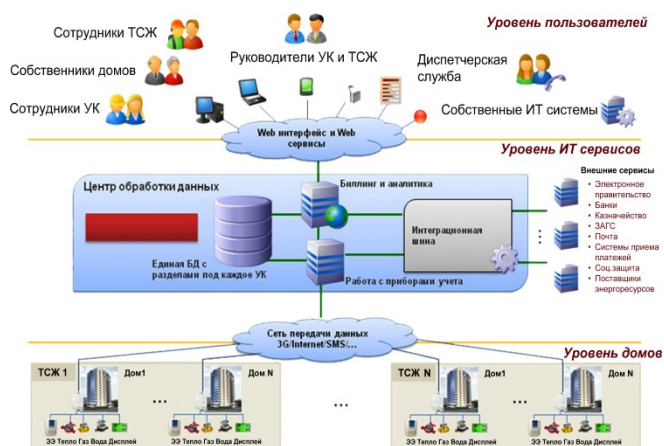 Уровень пользователей
Сотрудники ТСЖ
Руководители УК и ТСЖ
Диспетчерская
служба
Собственники домов
Сотрудники УК
Собственные ИТ системы
Web интерфейс и Web
сервисы
Уровень ИТ сервисов
Внешние сервисы
• Электронное
правительство
• Банки
• Казначейство
• ЗАГС
• Почта
• Системы приема
платежей
• Соц.защита
• Поставщики
энергоресурсов
Центр обработки данных
Биллинг и аналитика
Интеграционная
шина
Единая БД с
разделами под каждое УК
Работа с приборами учета
Сеть передачи данных
3G/Internet/SMS/...
Уровень домов
ТСЖ 1
Дом1
Дом N
ТСЖ N
Дом1
Дом N
...
...
...
ЭЭ Тепло Газ Вода Дисплей
ЭЭ Тепло Газ Вода Дисплей
ЭЭ Тепло Газ Вода Дисплей
ЭЭ Тепло Газ Вода Дисплей